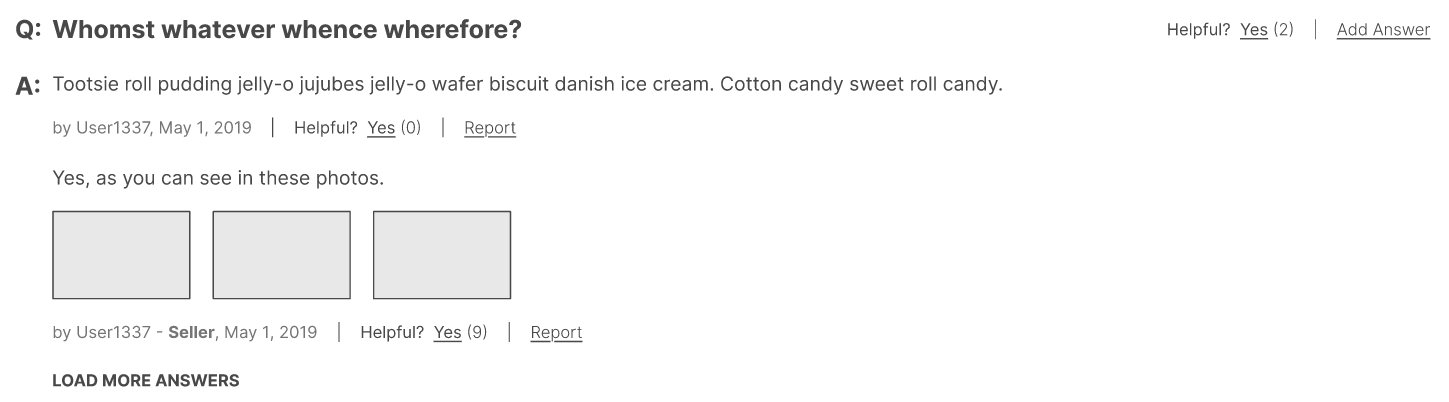 Q: Whomst whatever whence wherefore? Helpful? Yes (2) | Add Answer
A: Tootsie roll pudding jelly-o jujubes jelly-o wafer biscuit danish ice cream. Cotton candy sweet roll candy.
by User1337, May 1, 2019 | Helpful? Yes (0) | Report
Yes, as you can see in these photos.
by User1337 - Seller, May 1, 2019 | Helpful? Yes (9) | Report
LOAD MORE ANSWERS